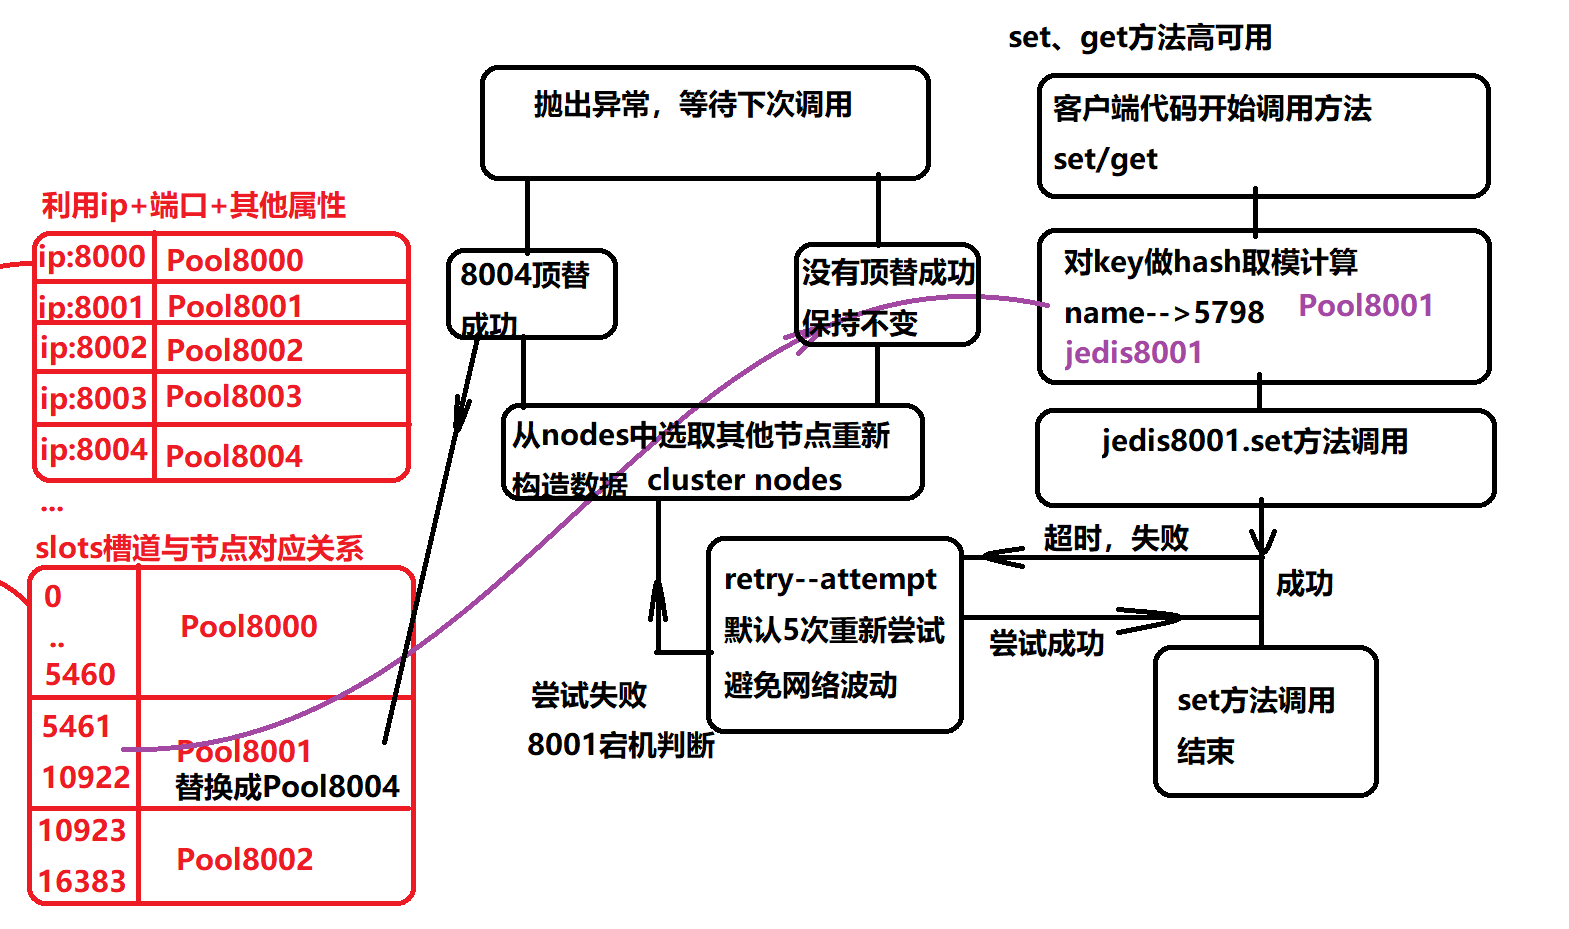 set、get方法高可用
客户端代码开始调用方法
set/get
对key做hash取模计算
name-->5798 Pool8001
jedis8001
jedis8001.set方法调用
超时，失败
成功
尝试成功
set方法调用
结束
retry--attempt
默认5次重新尝试
避免网络波动
尝试失败
8001宕机判断
从nodes中选取其他节点重新
构造数据 cluster nodes
8004顶替
成功
没有顶替成功
保持不变
抛出异常，等待下次调用
利用ip+端口+其他属性
ip:8000 Pool8000
ip:8001 Pool8001
ip:8002 Pool8002
ip:8003 Pool8003
ip:8004 Pool8004
...
slots槽道与节点对应关系
0
..
Pool8000
5460
5461
Pool8001
10922
替换成Pool8004
10923
Pool8002
16383